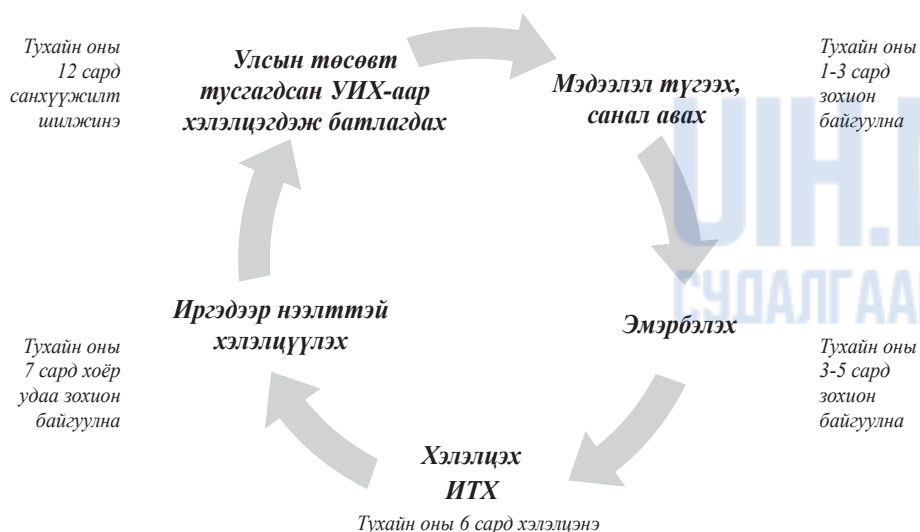 Тухайн оны
12 сард
санхүүжилт
шилжинэ
Улсын төсөвт
тусгагдсан УИХ-аар
хэлэлцэгдэж батлагдах
Мэдээлэл түгээх,
санал авах
Тухайн оны
1-3 сард
зохион
байгуулна
UIH.
СУДАЛГАА
Иргэдээр нээлттэй
хэлэлцүүлэх
Эмэрбэлэх
Тухайн оны
7 сард хоёр
удаа зохион
байгуулна
Тухайн оны
3-5 сард
зохион
байгуулна
Хэлэлцэх
ИТХ
Тухайн оны 6 сард хэлэлцэнэ